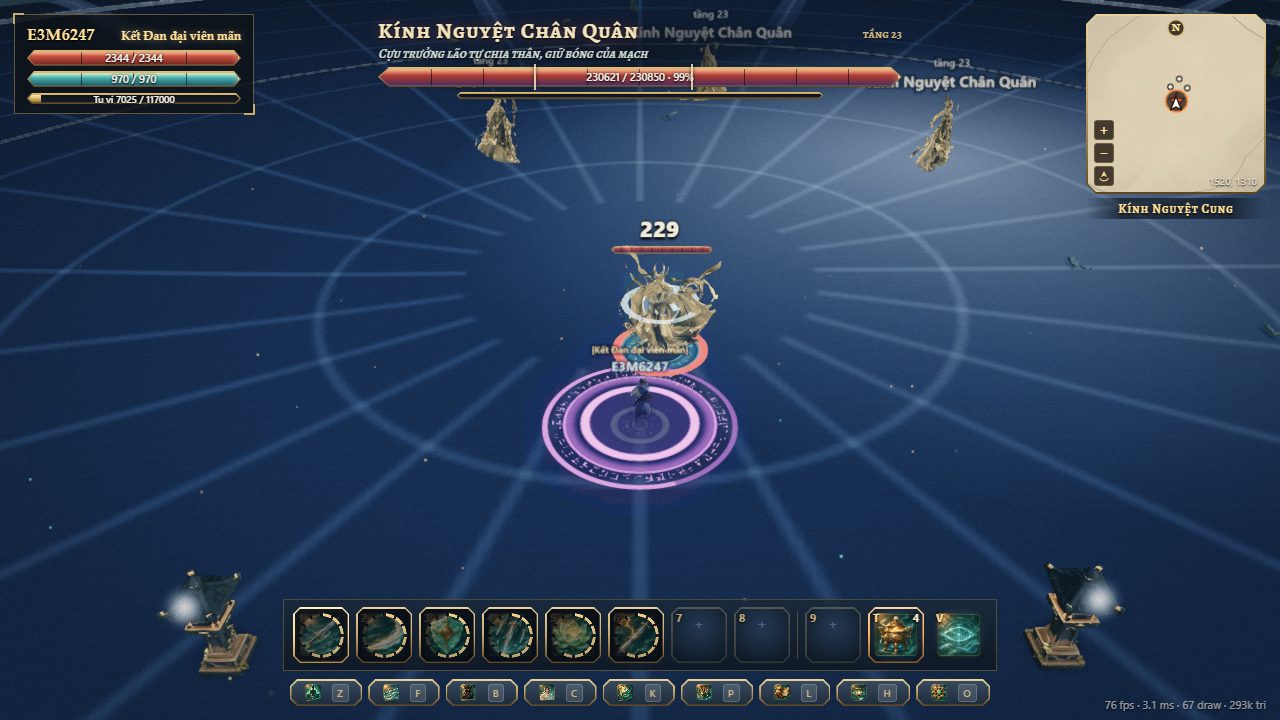 E3M6247 Kết Đan đại viên mãn
2344 / 2344
970 / 970
Tu vi 7025 / 117000
Kính Nguyệt Chân Quân
TẦNG 23
Cựu trưởng lão tự chia thân, giữ bóng của mạch
230621 / 230850 · 99%
tầng 23
Kính Nguyệt Chân Quân
tầng 23
tầng 23
Nguyệt Chân Quân
N
+
−
1520, 1310
Kính Nguyệt Cung
229
[Kết Đan đại viên mãn]
E3M6247
7 + 8 + 9 + T 4 V
Z F B C K P L H O
76 fps · 3.1 ms · 67 draw · 293k tri